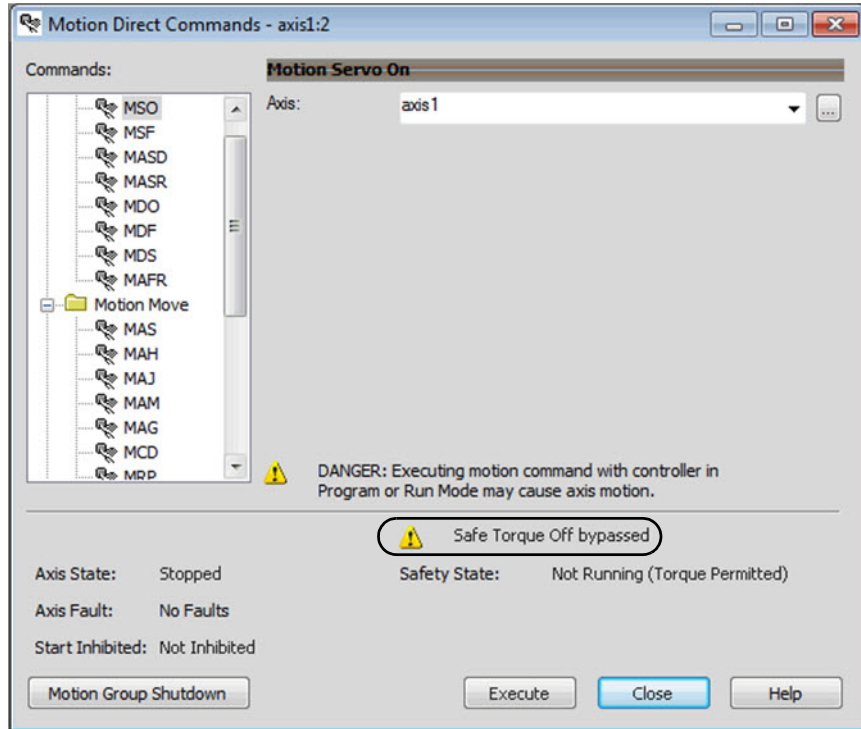 Motion Direct Commands - axis1:2
Commands:
Motion Servo On
Axis:
axis1
...
MSO
MSF
MASD
MASR
MDO
MDF
MDS
MAFR
Motion Move
MAS
MAH
MAJ
MAM
MAG
MCD
MRP
DANGER: Executing motion command with controller in
Program or Run Mode may cause axis motion.
Safe Torque Off bypassed
Axis State: Stopped
Safety State: Not Running (Torque Permitted)
Axis Fault: No Faults
Start Inhibited: Not Inhibited
Motion Group Shutdown
Execute
Close
Help